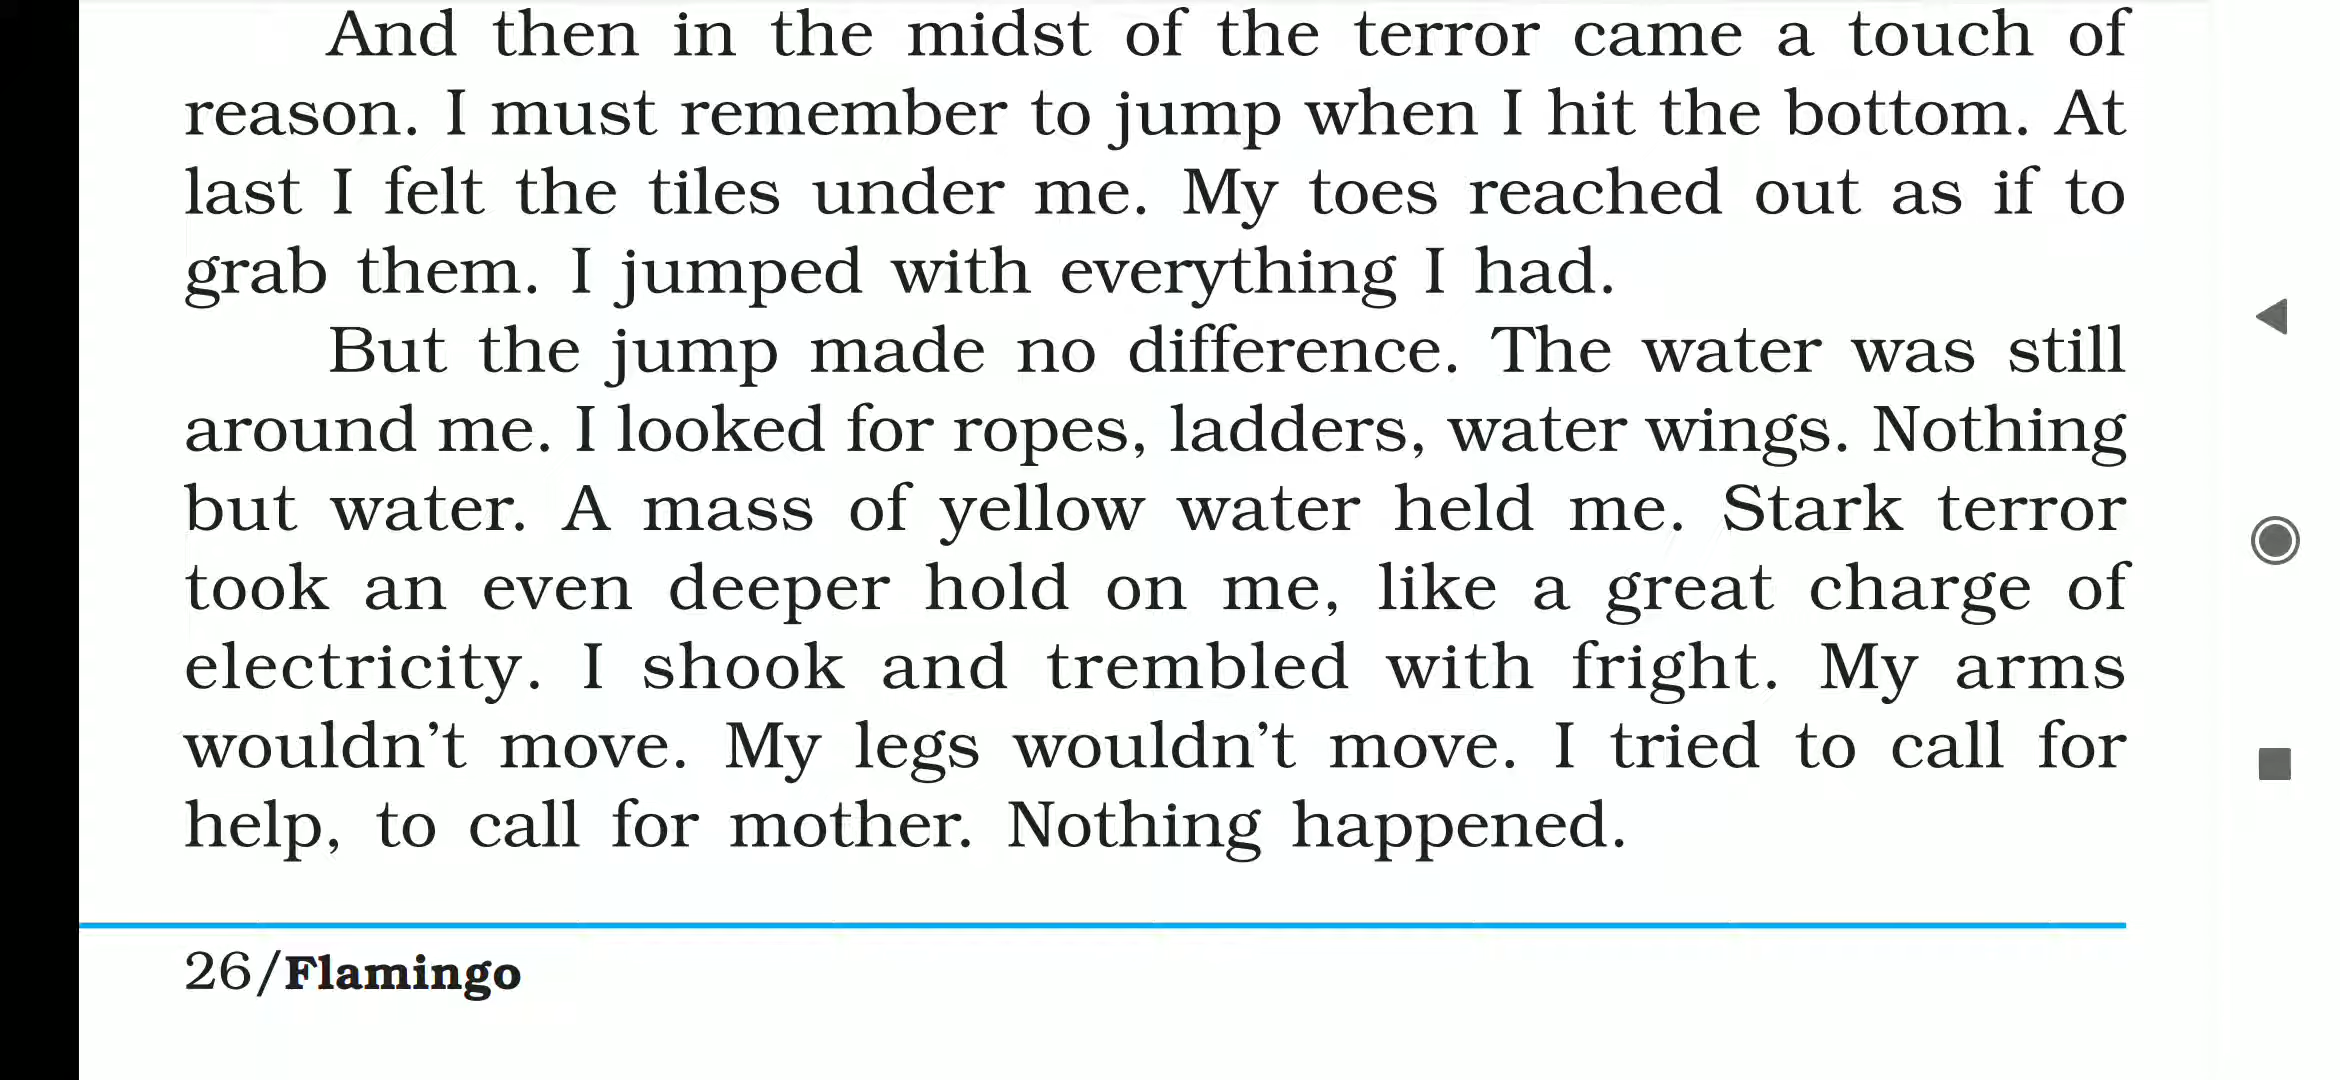 And then in the midst of the terror came a touch of
reason. I must remember to jump when I hit the bottom. At
last I felt the tiles under me. My toes reached out as if to
grab them. I jumped with everything I had.
But the jump made no difference. The water was still
around me. I looked for ropes, ladders, water wings. Nothing
but water. A mass of yellow water held me. Stark terror
took an even deeper hold on me, like a great charge of
electricity. I shook and trembled with fright. My arms
wouldn’t move. My legs wouldn’t move. I tried to call for
help, to call for mother. Nothing happened.
26/Flamingo